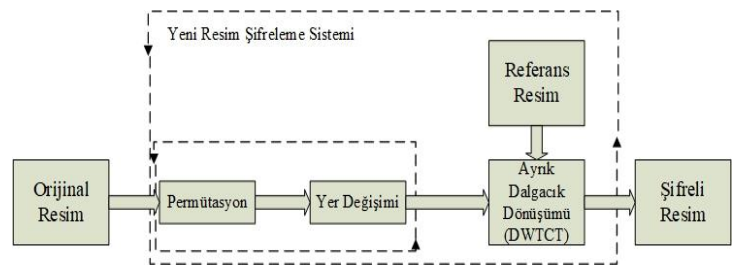 Yeni Resim Şifreleme Sistemi
Referans
Resim
Orijinal
Resim
Permütasyon
Yer Değişimi
Ayrık
Dalgacık
Dönüşümü
(DWTCT)
Şifreli
Resim